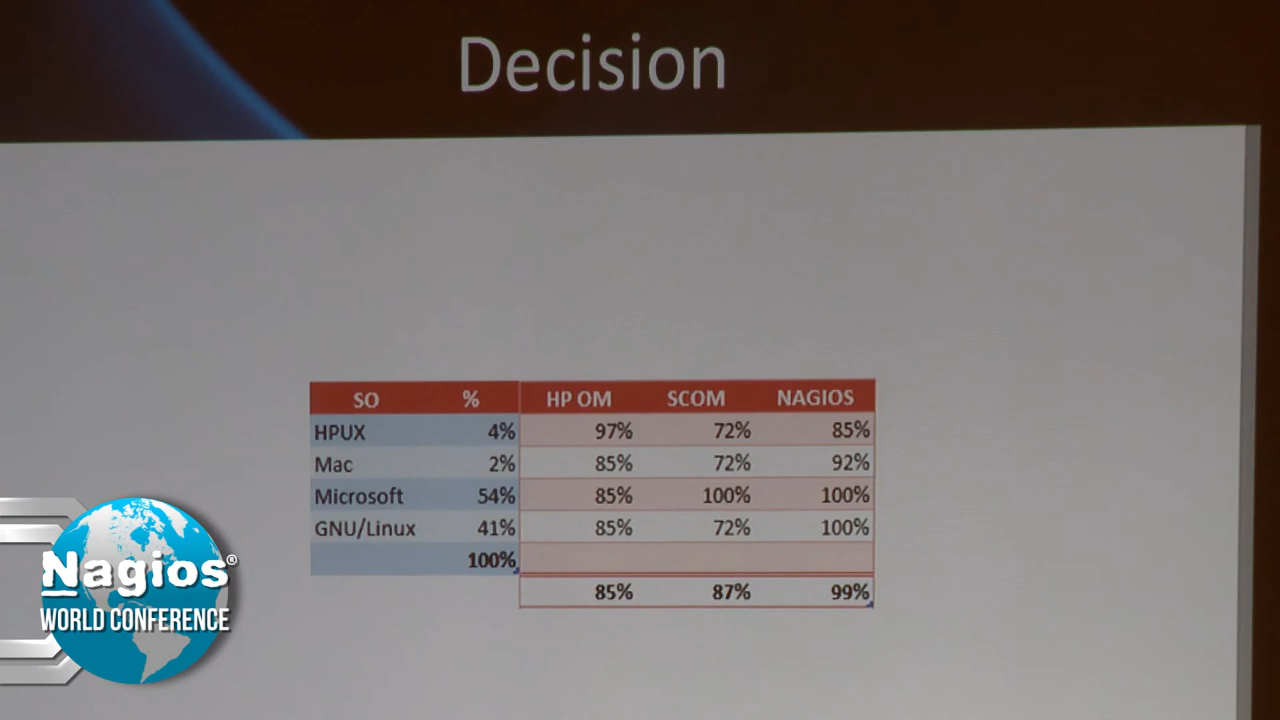 Decision
SO % HP OM SCOM NAGIOS
HPUX 4% 97% 72% 85%
Mac 2% 85% 72% 92%
Microsoft 54% 85% 100% 100%
GNU/Linux 41% 85% 72% 100%
100%
85% 87% 99%
Nagios®
WORLD CONFERENCE